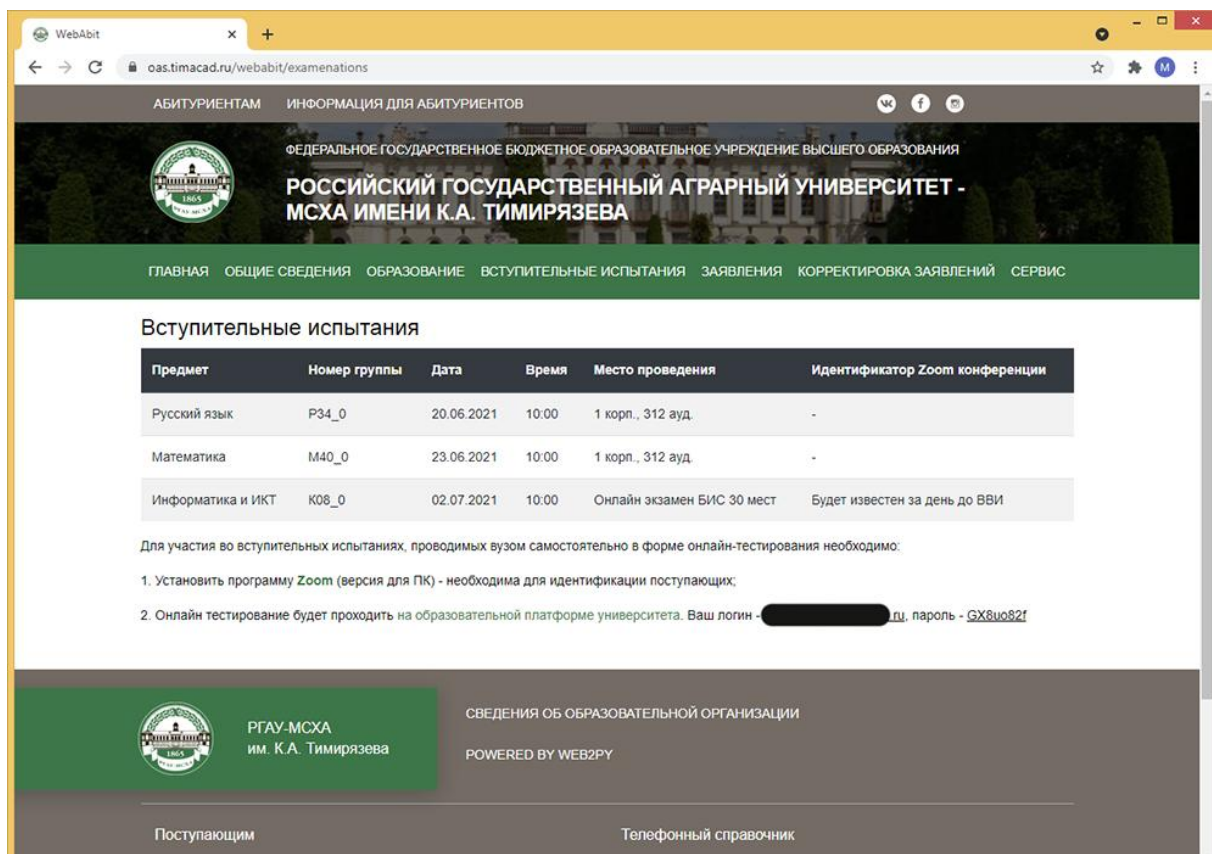 WebAbit
oas.timacad.ru/webabit/examenations
M
АБИТУРИЕНТАМ ИНФОРМАЦИЯ ДЛЯ АБИТУРИЕНТОВ
ФЕДЕРАЛЬНОЕ ГОСУДАРСТВЕННОЕ БЮДЖЕТНОЕ ОБРАЗОВАТЕЛЬНОЕ УЧРЕЖДЕНИЕ ВЫСШЕГО ОБРАЗОВАНИЯ
РОССИЙСКИЙ ГОСУДАРСТВЕННЫЙ АГРАРНЫЙ УНИВЕРСИТЕТ -
МСХА ИМЕНИ К.А. ТИМИРЯЗЕВА
1865
ГЛАВНАЯ ОБЩИЕ СВЕДЕНИЯ ОБРАЗОВАНИЕ ВСТУПИТЕЛЬНЫЕ ИСПЫТАНИЯ ЗАЯВЛЕНИЯ КОРРЕКТИРОВКА ЗАЯВЛЕНИЙ СЕРВИС
Вступительные испытания
Предмет Номер группы Дата Время Место проведения Идентификатор Zoom конференции
Русский язык Р34_0 20.06.2021 10:00 1 корп., 312 ауд. -
Математика М40_0 23.06.2021 10:00 1 корп., 312 ауд. -
Информатика и ИКТ К08_0 02.07.2021 10:00 Онлайн экзамен БИС 30 мест Будет известен за день до ВВИ
Для участия во вступительных испытаниях, проводимых вузом самостоятельно в форме онлайн-тестирования необходимо:
1. Установить программу Zoom (версия для ПК) - необходима для идентификации поступающих;
2. Онлайн тестирование будет проходить на образовательной платформе университета. Ваш логин - .ru, пароль - GX8uo82f
РГАУ-МСХА
им. К.А. Тимирязева
1865
СВЕДЕНИЯ ОБ ОБРАЗОВАТЕЛЬНОЙ ОРГАНИЗАЦИИ
POWERED BY WEB2PY
Поступающим Телефонный справочник